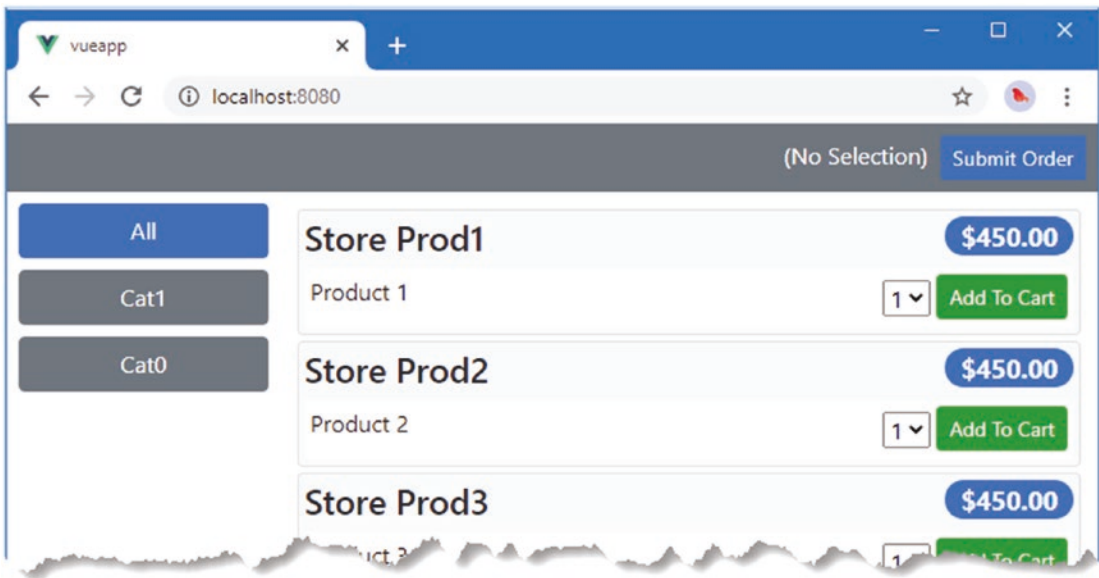 vueapp
localhost:8080
(No Selection) Submit Order
All
Cat1
Cat0
Store Prod1 $450.00
Product 1 1 Add To Cart
Store Prod2 $450.00
Product 2 1 Add To Cart
Store Prod3 $450.00